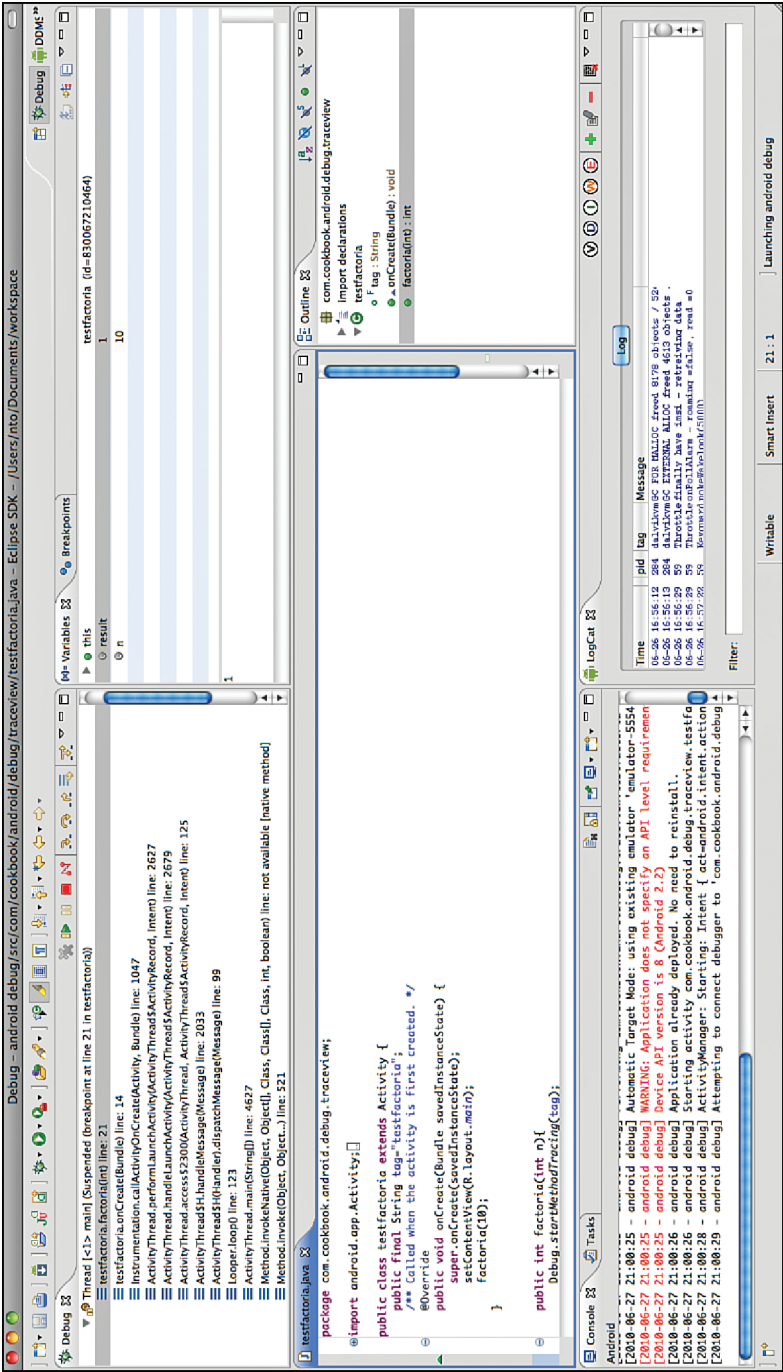 Debug – android debug/src/com/cookbook/android/debug/traceview/testfactoria.java – Eclipse SDK – /Users/nto/Documents/workspace
Debug
DDMS
Debug
Thread [<1> main] (Suspended (breakpoint at line 21 in testfactoria))
testfactoria.factoria(int) line: 21
testfactoria.onCreate(Bundle) line: 14
Instrumentation.callActivityOnCreate(Activity, Bundle) line: 1047
ActivityThread.performLaunchActivity(ActivityThread$ActivityRecord, Intent) line: 2627
ActivityThread.handleLaunchActivity(ActivityThread$ActivityRecord, Intent) line: 2679
ActivityThread.access$2300(ActivityThread, ActivityThread$ActivityRecord, Intent) line: 125
ActivityThread$H.handleMessage(Message) line: 2033
ActivityThread$H(Handler).dispatchMessage(Message) line: 99
Looper.loop() line: 123
ActivityThread.main(String[]) line: 4627
Method.invokeNative(Object, Object[], Class, Class[], Class, int, boolean) line: not available [native method]
Method.invoke(Object, Object...) line: 521
(x)= Variables
Breakpoints
this testfactoria (id=830067210464)
result 1
n 10
1
testfactoria.java
package com.cookbook.android.debug.traceview;
import android.app.Activity;
public class testfactoria extends Activity {
public final String tag="testfactoria";
/** Called when the activity is first created. */
@Override
public void onCreate(Bundle savedInstanceState) {
super.onCreate(savedInstanceState);
setContentView(R.layout.main);
factoria(10);
}
public int factoria(int n){
Debug.startMethodTracing(tag);
Outline
com.cookbook.android.debug.traceview
import declarations
testfactoria
tag : String
onCreate(Bundle) : void
factoria(int) : int
Console
Tasks
Android
[2010-06-27 21:00:25 – android debug] Automatic Target Mode: using existing emulator 'emulator-5554
[2010-06-27 21:00:25 – android debug] WARNING: Application does not specify an API level requiremen
[2010-06-27 21:00:25 – android debug] Device API version is 8 (Android 2.2)
[2010-06-27 21:00:26 – android debug] Application already deployed. No need to reinstall.
[2010-06-27 21:00:26 – android debug] Starting activity com.cookbook.android.debug.traceview.testfa
[2010-06-27 21:00:28 – android debug] ActivityManager: Starting: Intent { act=android.intent.action
[2010-06-27 21:00:29 – android debug] Attempting to connect debugger to 'com.cookbook.android.debug
LogCat
V D I W E
Log
Time pid tag Message
06-26 16:56:12 284 dalvikvm GC FOR MALLOC freed 8178 objects / 52
06-26 16:56:13 284 dalvikvm GC EXTERNAL ALLOC freed 4613 objects
06-26 16:56:29 59 Throttle finally have imsi – retreiving data
06-26 16:56:29 59 Throttle onPollAlarm – roaming =false, read =0
06-26 16:57:22 59 Keyguard pokeWakelock(5000)
Filter:
Writable
Smart Insert
21 : 1
Launching android debug